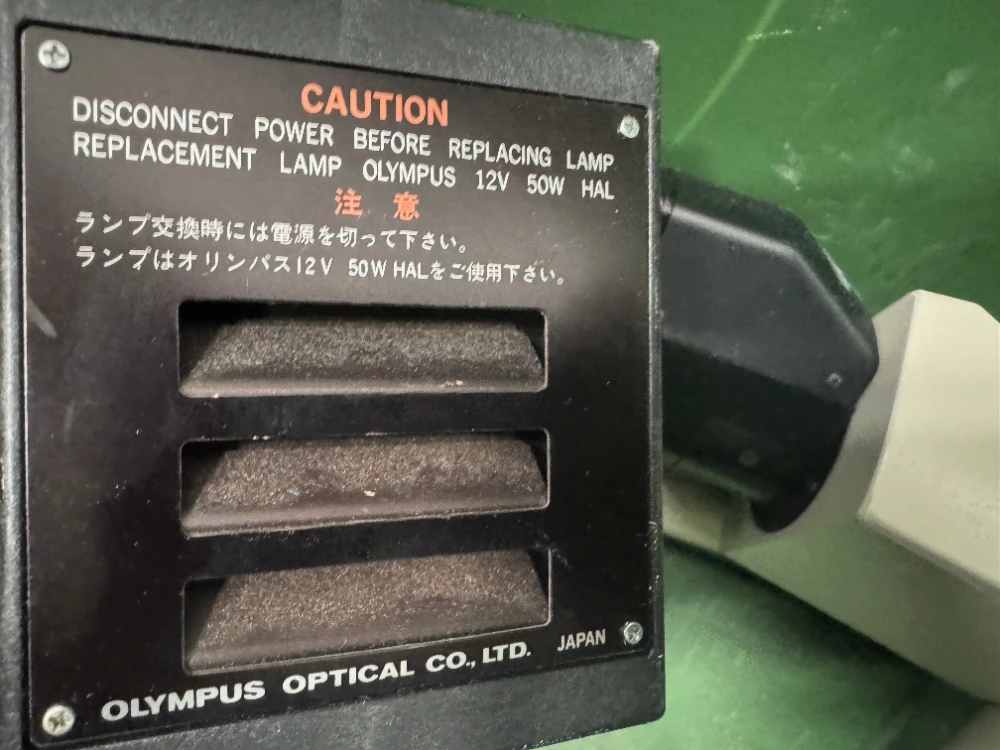 CAUTION
DISCONNECT POWER BEFORE REPLACING LAMP
REPLACEMENT LAMP OLYMPUS 12V 50W HAL
注意
ランプ交換時には電源を切って下さい。
ランプはオリンパス12V 50W HALをご使用下さい。
OLYMPUS OPTICAL CO., LTD. JAPAN